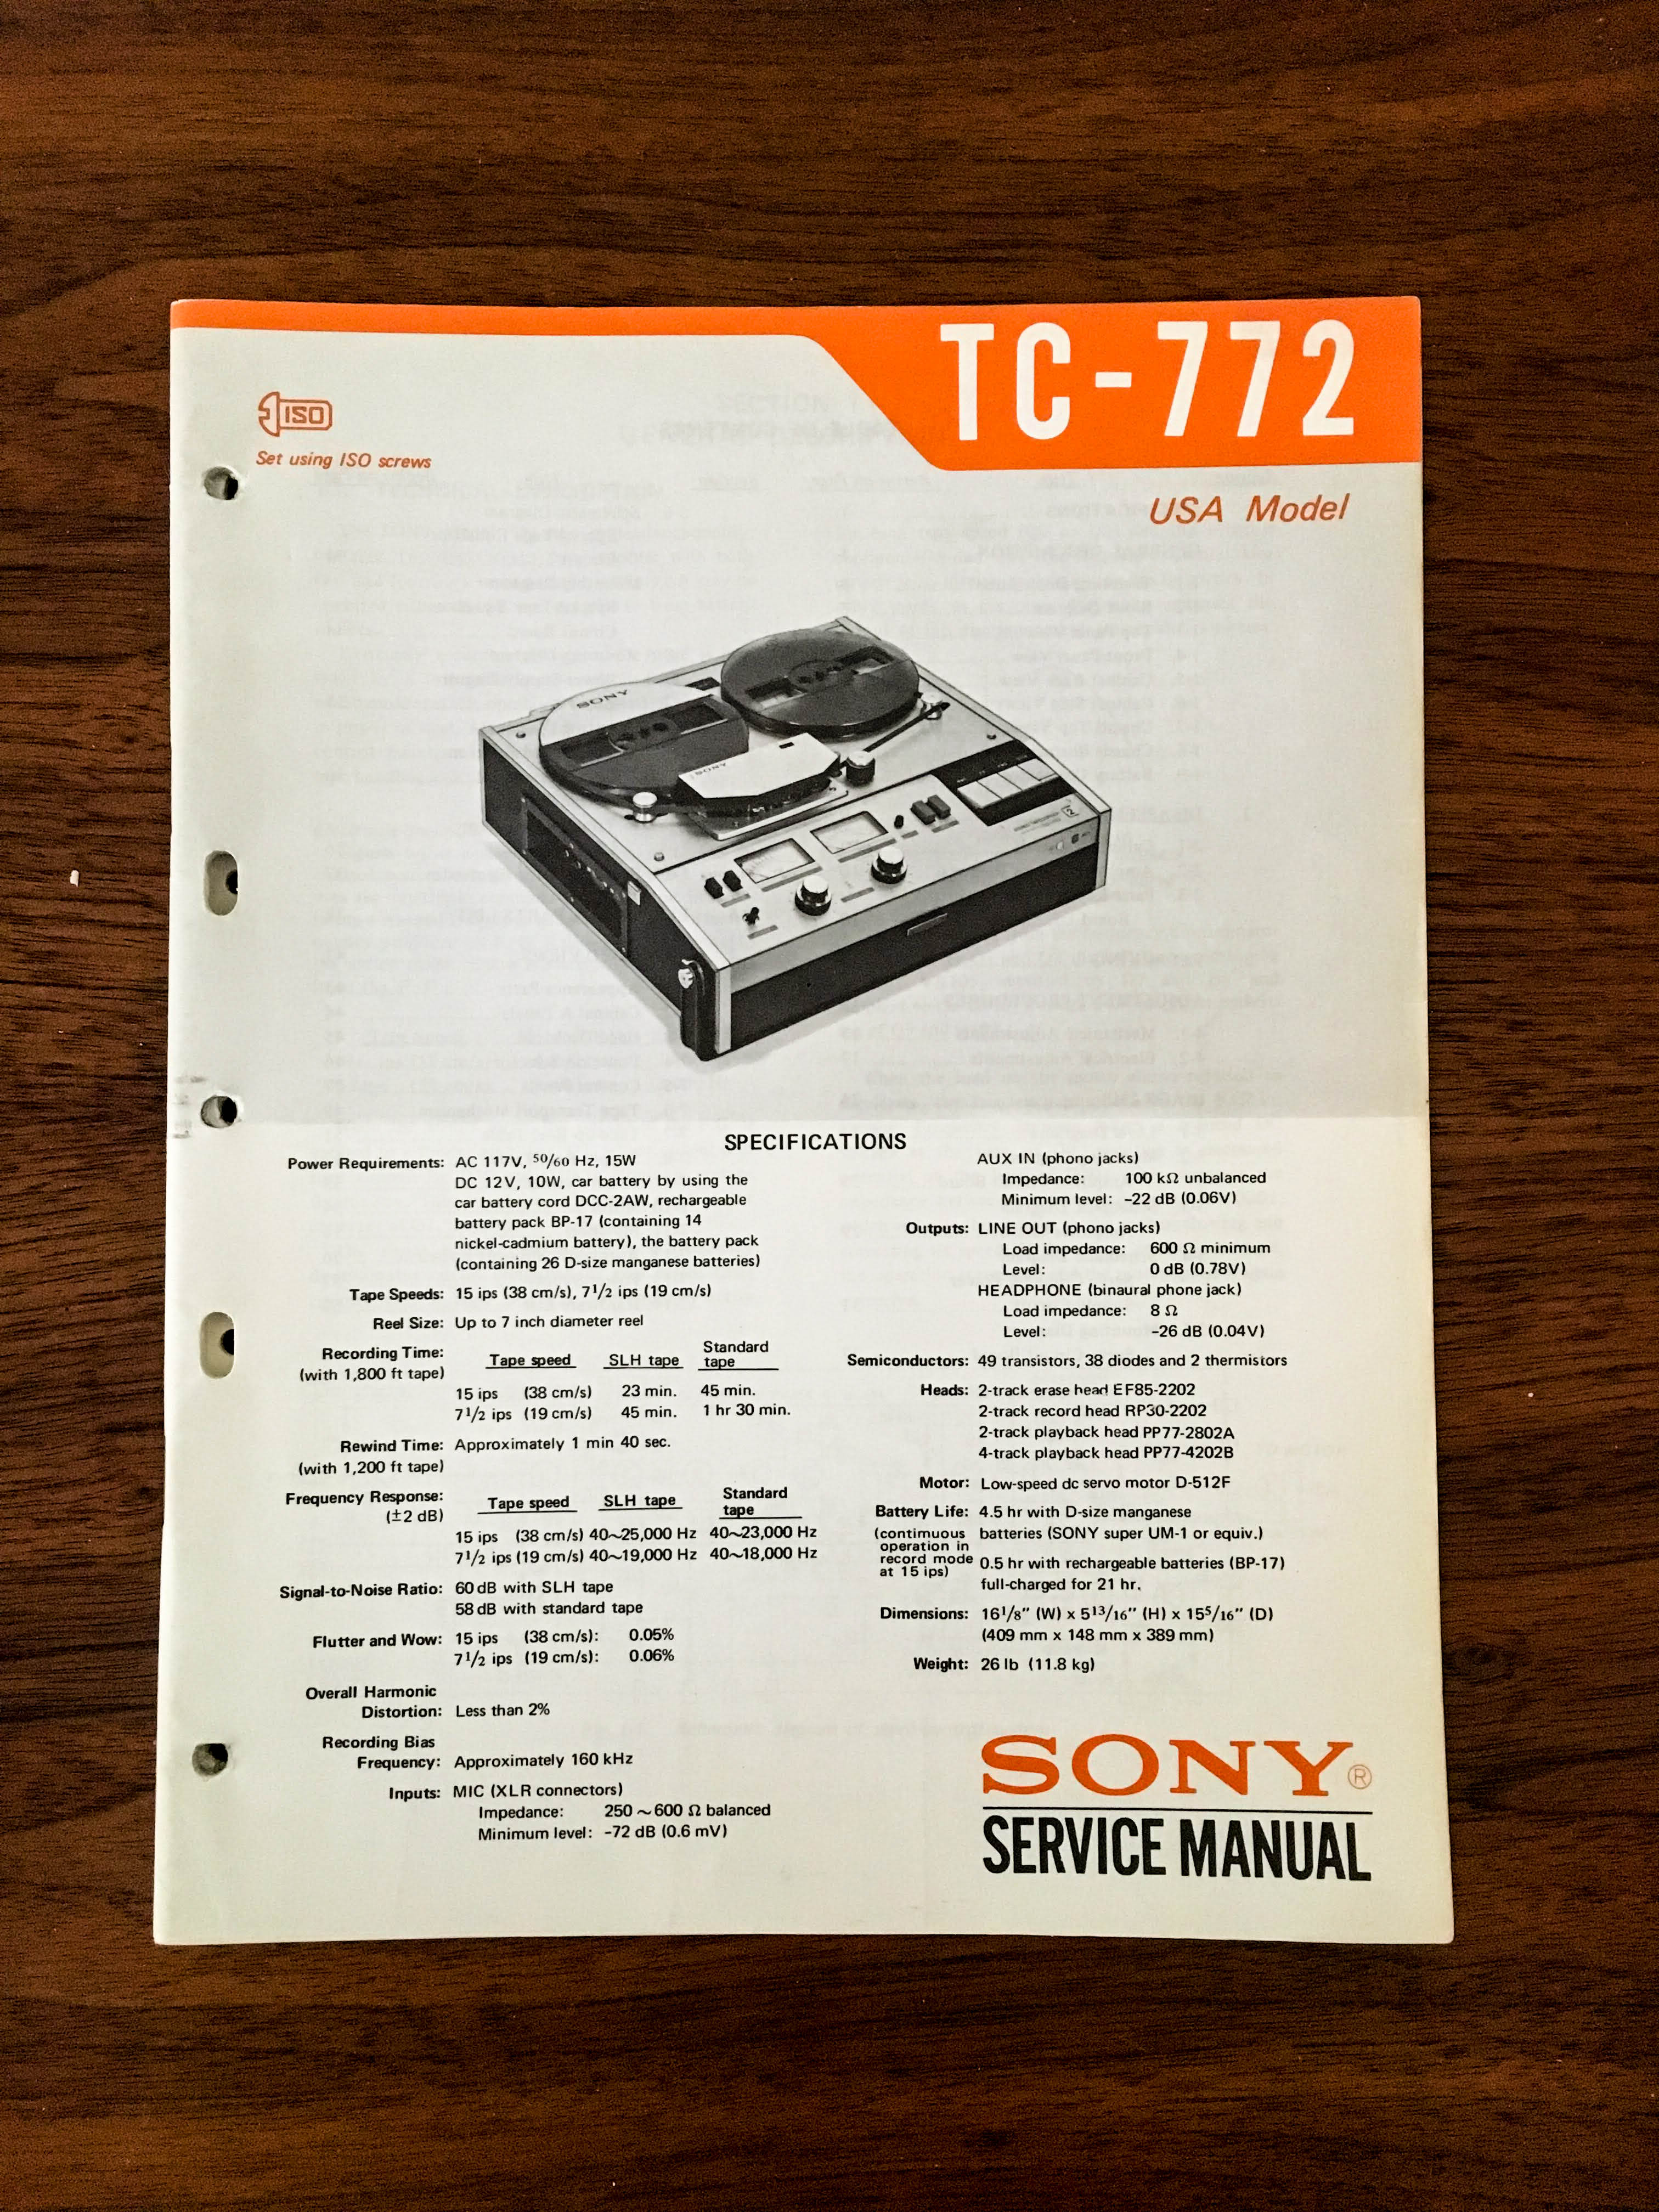 TC-772
ISO
Set using ISO screws
USA Model
SONY
SONY
SPECIFICATIONS
Power Requirements: AC 117V, 50/60 Hz, 15W
DC 12V, 10W, car battery by using the
car battery cord DCC-2AW, rechargeable
battery pack BP-17 (containing 14
nickel-cadmium battery), the battery pack
(containing 26 D-size manganese batteries)
Tape Speeds: 15 ips (38 cm/s), 7 1/2 ips (19 cm/s)
Reel Size: Up to 7 inch diameter reel
Recording Time:
(with 1,800 ft tape)
Tape speed SLH tape Standard
tape
15 ips (38 cm/s) 23 min. 45 min.
7 1/2 ips (19 cm/s) 45 min. 1 hr 30 min.
Rewind Time: Approximately 1 min 40 sec.
(with 1,200 ft tape)
Frequency Response:
(±2 dB)
Tape speed SLH tape Standard
tape
15 ips (38 cm/s) 40~25,000 Hz 40~23,000 Hz
7 1/2 ips (19 cm/s) 40~19,000 Hz 40~18,000 Hz
Signal-to-Noise Ratio: 60 dB with SLH tape
58 dB with standard tape
Flutter and Wow: 15 ips (38 cm/s): 0.05%
7 1/2 ips (19 cm/s): 0.06%
Overall Harmonic
Distortion: Less than 2%
Recording Bias
Frequency: Approximately 160 kHz
Inputs: MIC (XLR connectors)
Impedance: 250 ~ 600 Ω balanced
Minimum level: -72 dB (0.6 mV)
AUX IN (phono jacks)
Impedance: 100 kΩ unbalanced
Minimum level: -22 dB (0.06V)
Outputs: LINE OUT (phono jacks)
Load impedance: 600 Ω minimum
Level: 0 dB (0.78V)
HEADPHONE (binaural phone jack)
Load impedance: 8 Ω
Level: -26 dB (0.04V)
Semiconductors: 49 transistors, 38 diodes and 2 thermistors
Heads: 2-track erase head EF85-2202
2-track record head RP30-2202
2-track playback head PP77-2802A
4-track playback head PP77-4202B
Motor: Low-speed dc servo motor D-512F
Battery Life: 4.5 hr with D-size manganese
(continuous batteries (SONY super UM-1 or equiv.)
operation in
record mode 0.5 hr with rechargeable batteries (BP-17)
at 15 ips) full-charged for 21 hr.
Dimensions: 16 1/8" (W) x 5 13/16" (H) x 15 5/16" (D)
(409 mm x 148 mm x 389 mm)
Weight: 26 lb (11.8 kg)
SONY®
SERVICE MANUAL